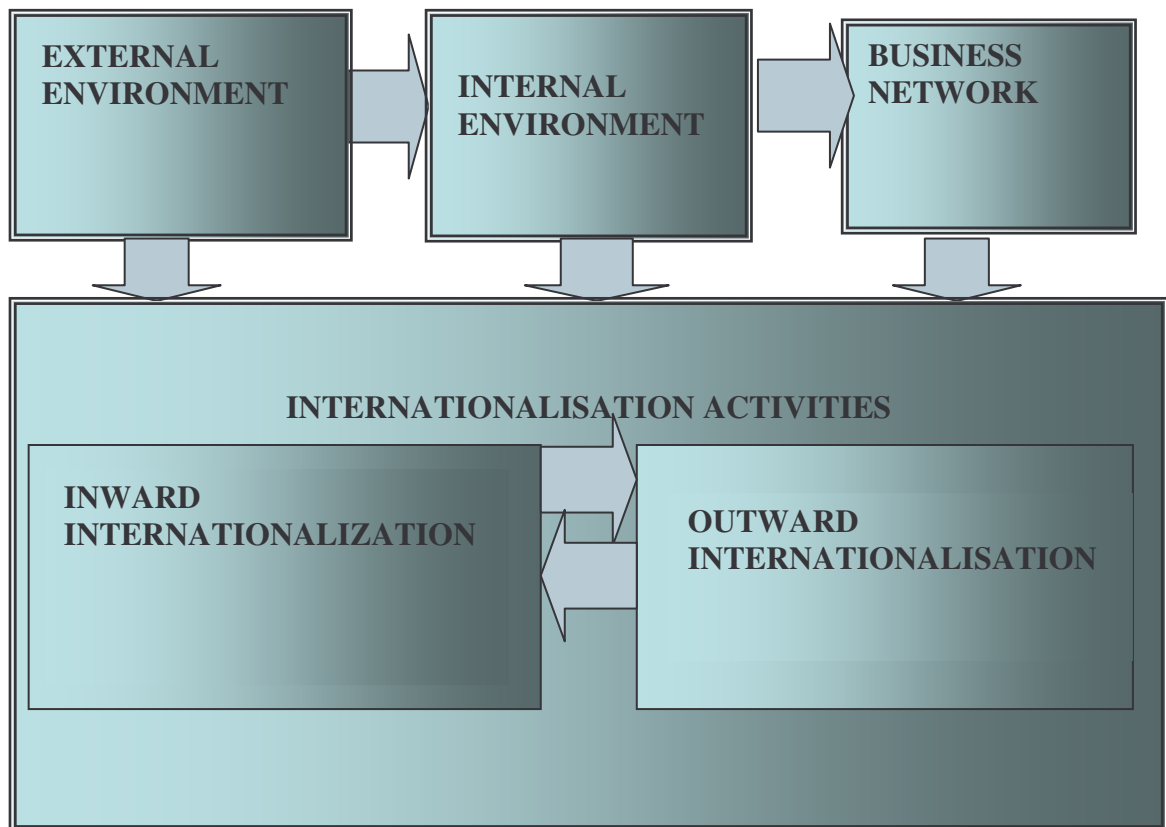 EXTERNAL
ENVIRONMENT
INTERNAL
ENVIRONMENT
BUSINESS
NETWORK
INTERNATIONALISATION ACTIVITIES
INWARD
INTERNATIONALIZATION
OUTWARD
INTERNATIONALISATION